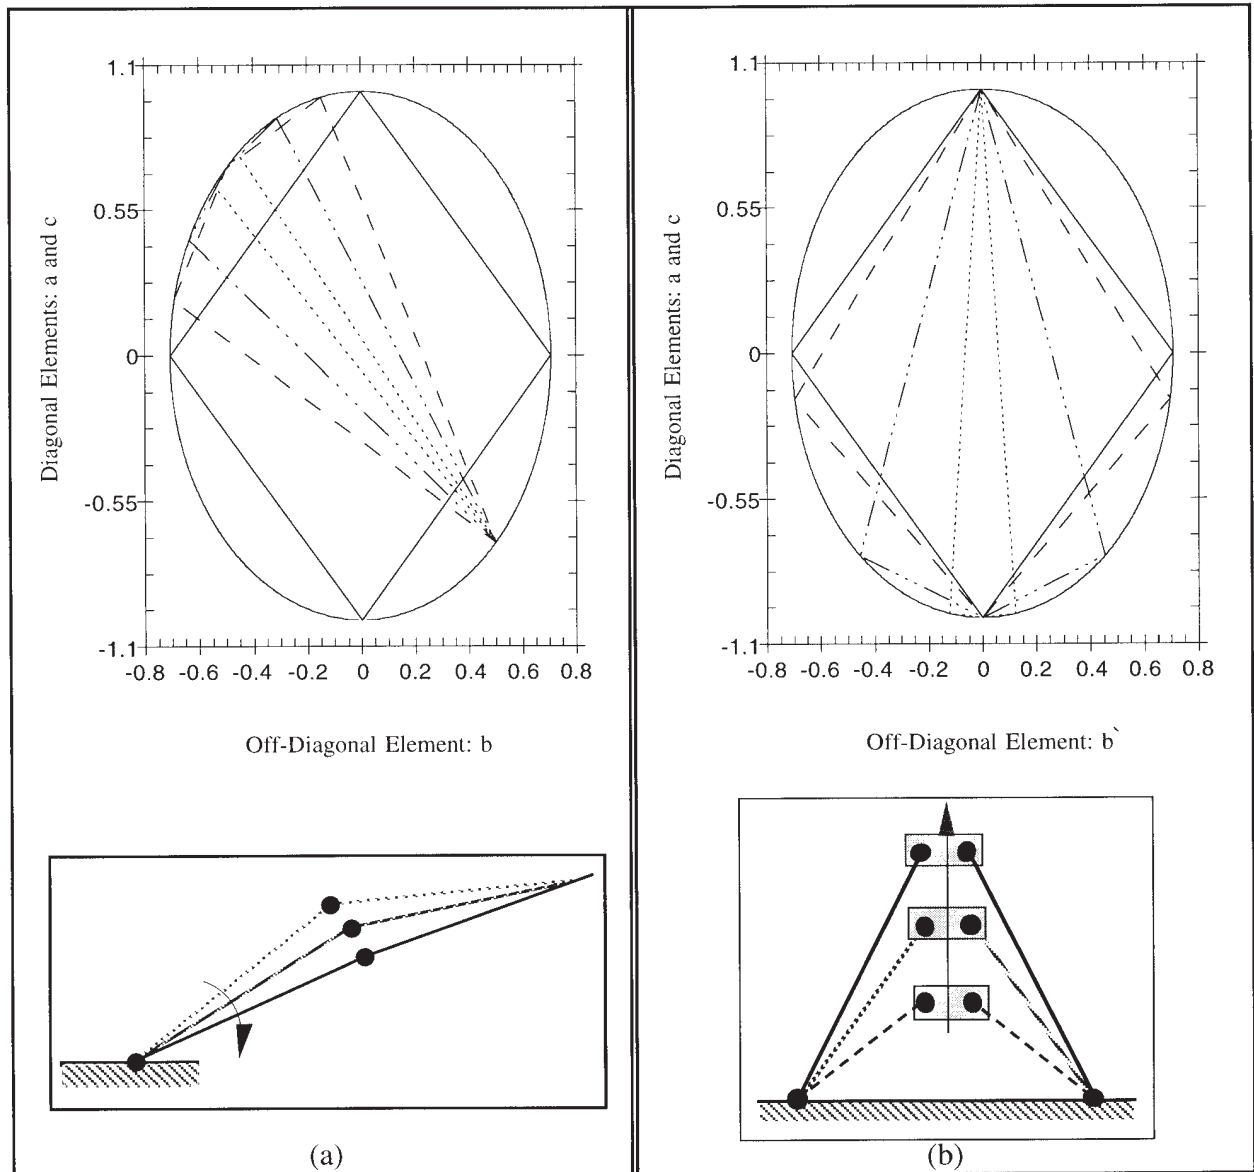 1.1
0.55
0
-0.55
-1.1
-0.8 -0.6 -0.4 -0.2 0 0.2 0.4 0.6 0.8
Diagonal Elements: a and c
Off-Diagonal Element: b
(a)
1.1
0.55
0
-0.55
-1.1
-0.8 -0.6 -0.4 -0.2 0 0.2 0.4 0.6 0.8
Diagonal Elements: a and c
Off-Diagonal Element: b`
(b)